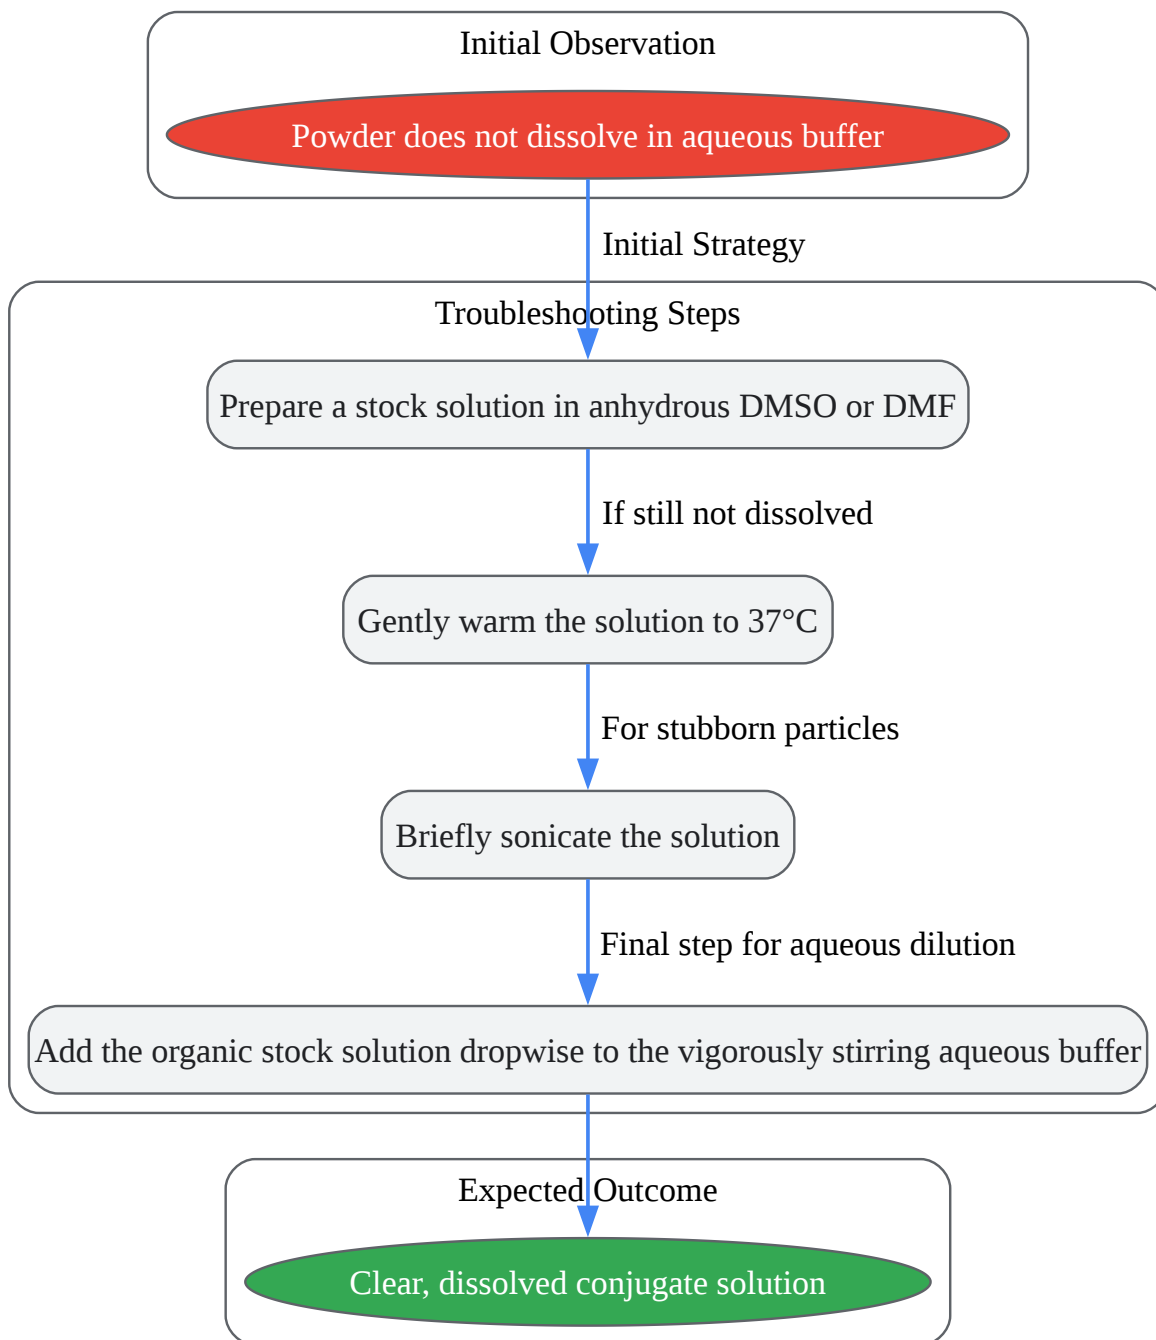 Initial Observation
Powder does not dissolve in aqueous buffer
Initial Strategy
Troubleshooting Steps
Prepare a stock solution in anhydrous DMSO or DMF
If still not dissolved
Gently warm the solution to 37°C
For stubborn particles
Briefly sonicate the solution
Final step for aqueous dilution
Add the organic stock solution dropwise to the vigorously stirring aqueous buffer
Expected Outcome
Clear, dissolved conjugate solution